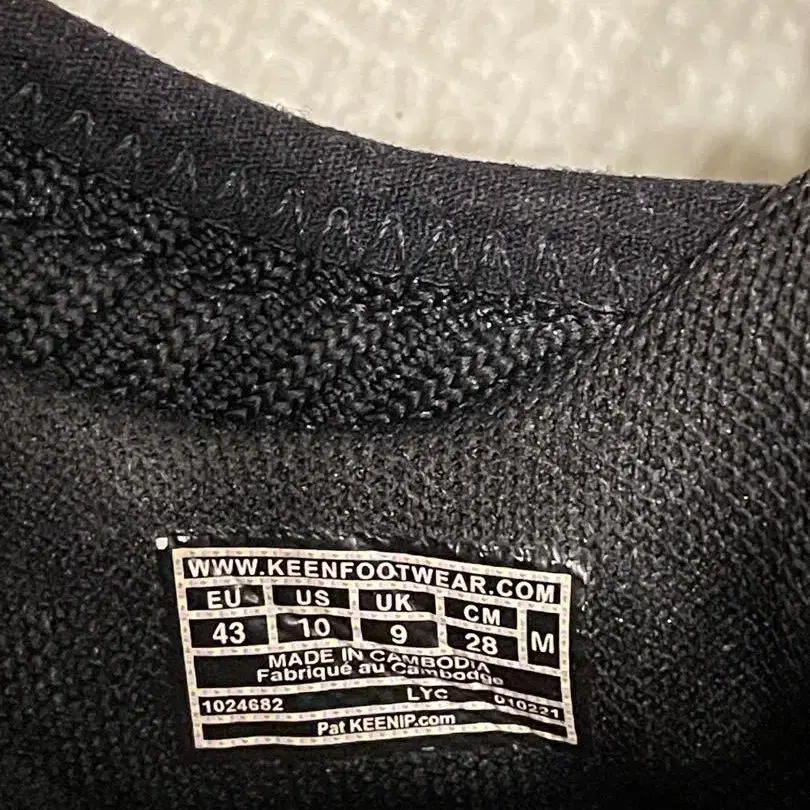 WWW.KEENFOOTWEAR.COM
EU US UK CM M
43 10 9 28
MADE IN CAMBODIA
Fabriqué au Cambodge
1024682 LYC 010221
Pat KEENIP.com